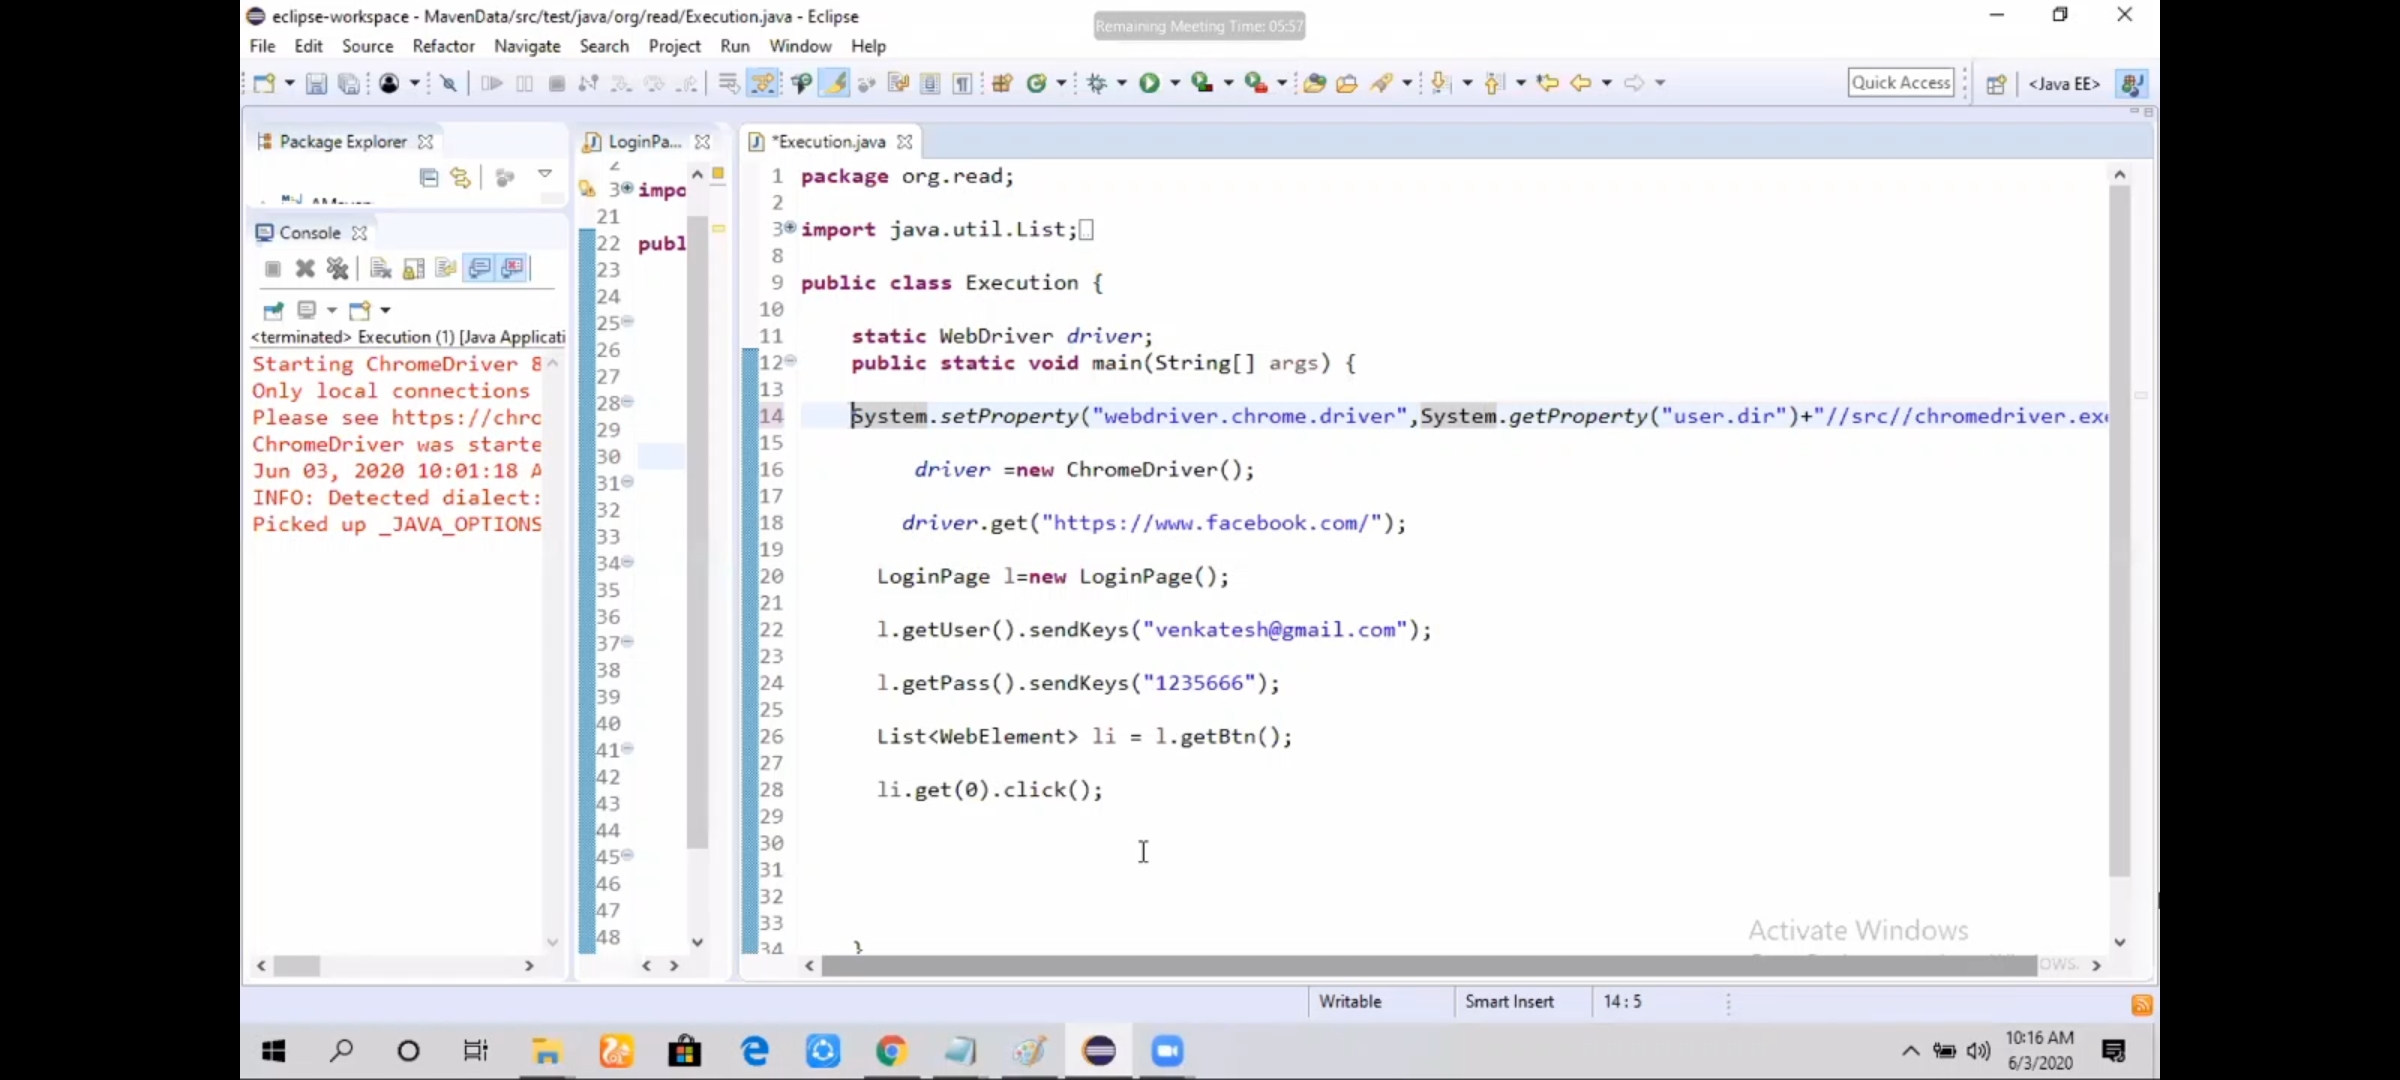 eclipse-workspace - MavenData/src/test/java/org/read/Execution.java - Eclipse
Remaining Meeting Time: 05:57
File Edit Source Refactor Navigate Search Project Run Window Help
Quick Access
<Java EE>
Package Explorer
Console
<terminated> Execution (1) [Java Applicati
Starting ChromeDriver 8
Only local connections
Please see https://chro
ChromeDriver was starte
Jun 03, 2020 10:01:18 A
INFO: Detected dialect:
Picked up _JAVA_OPTIONS
LoginPa...
2
3 impo
21
22 publ
23
24
25
26
27
28
29
30
31
32
33
34
35
36
37
38
39
40
41
42
43
44
45
46
47
48
*Execution.java
1 package org.read;
2
3 import java.util.List;
8
9 public class Execution {
10
11 static WebDriver driver;
12 public static void main(String[] args) {
13
14 System.setProperty("webdriver.chrome.driver",System.getProperty("user.dir")+"//src//chromedriver.exe
15
16 driver =new ChromeDriver();
17
18 driver.get("https://www.facebook.com/");
19
20 LoginPage l=new LoginPage();
21
22 l.getUser().sendKeys("venkatesh@gmail.com");
23
24 l.getPass().sendKeys("1235666");
25
26 List<WebElement> li = l.getBtn();
27
28 li.get(0).click();
29
30
31
32
33
34 }
Activate Windows
Writable Smart Insert 14 : 5
10:16 AM
6/3/2020